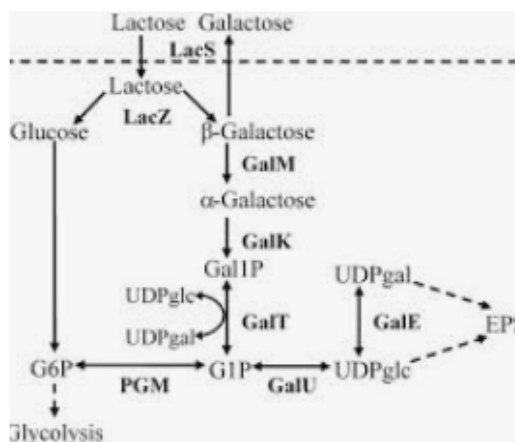 Lactose Galactose
LacS
Lactose
LacZ
Glucose
β-Galactose
GalM
α-Galactose
GalK
Gal1P
UDPgal
UDPglc
GalT
GalE
EPS
UDPgal
G6P
G1P
UDPglc
PGM
GalU
Glycolysis